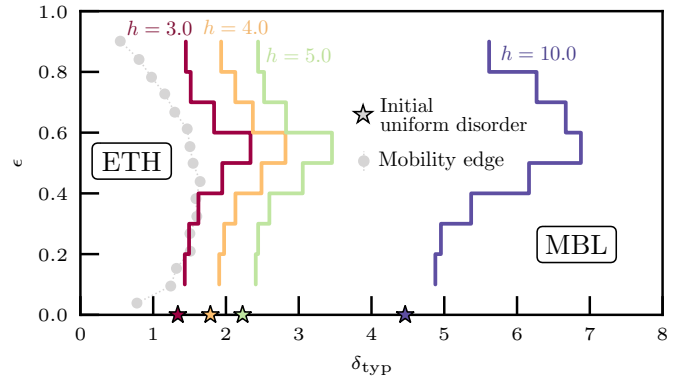 1.0
0.8
0.6
0.4
0.2
0.0
ϵ
h = 3.0
h = 4.0
h = 5.0
h = 10.0
Initial
uniform disorder
Mobility edge
ETH
MBL
0 1 2 3 4 5 6 7 8
δtyp